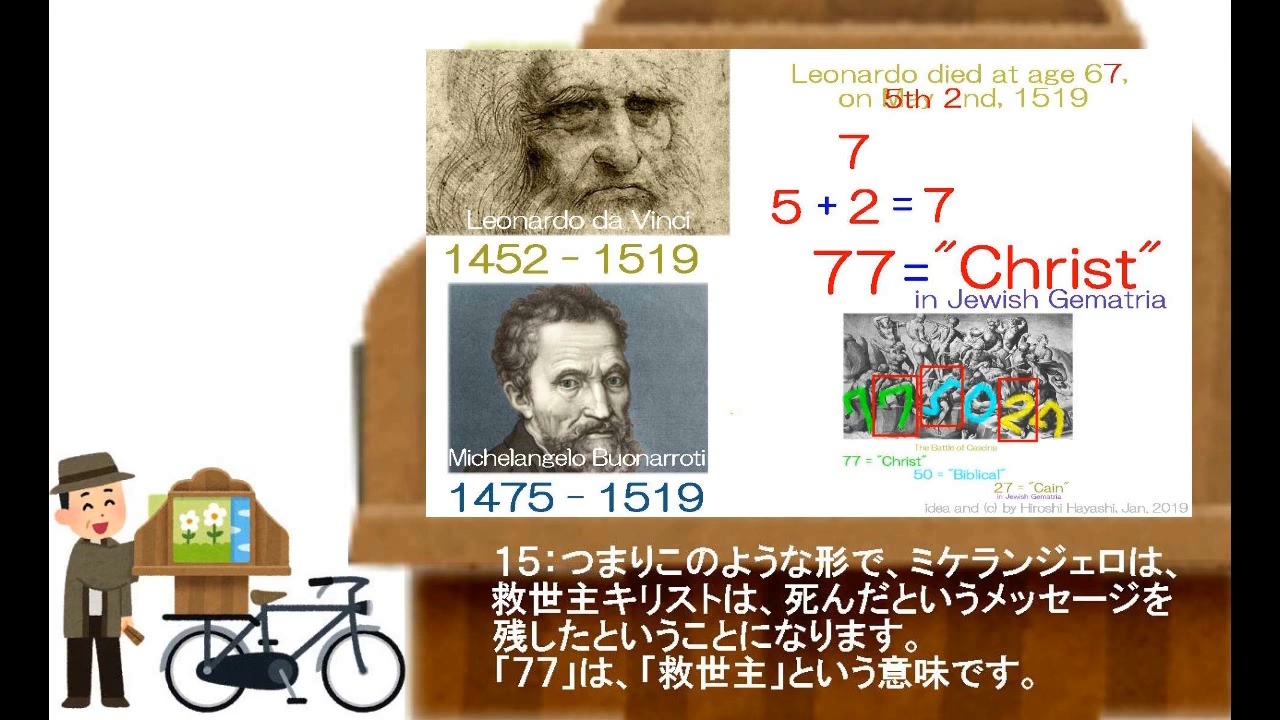 Leonardo died at age 67,
on May 2nd, 1519
5th
7
5 + 2 = 7
77="Christ"
in Jewish Gematria
Leonardo da Vinci
1452 - 1519
Michelangelo Buonarroti
1475 - 1519
77 50 27
The Battle of Cascina
77 = "Christ"
50 = "Biblical"
27 = "Cain"
in Jewish Gematria
idea and (c) by Hiroshi Hayashi, Jan, 2019
15:つまりこのような形で、ミケランジェロは、
救世主キリストは、死んだというメッセージを
残したということになります。
「77」は、「救世主」という意味です。